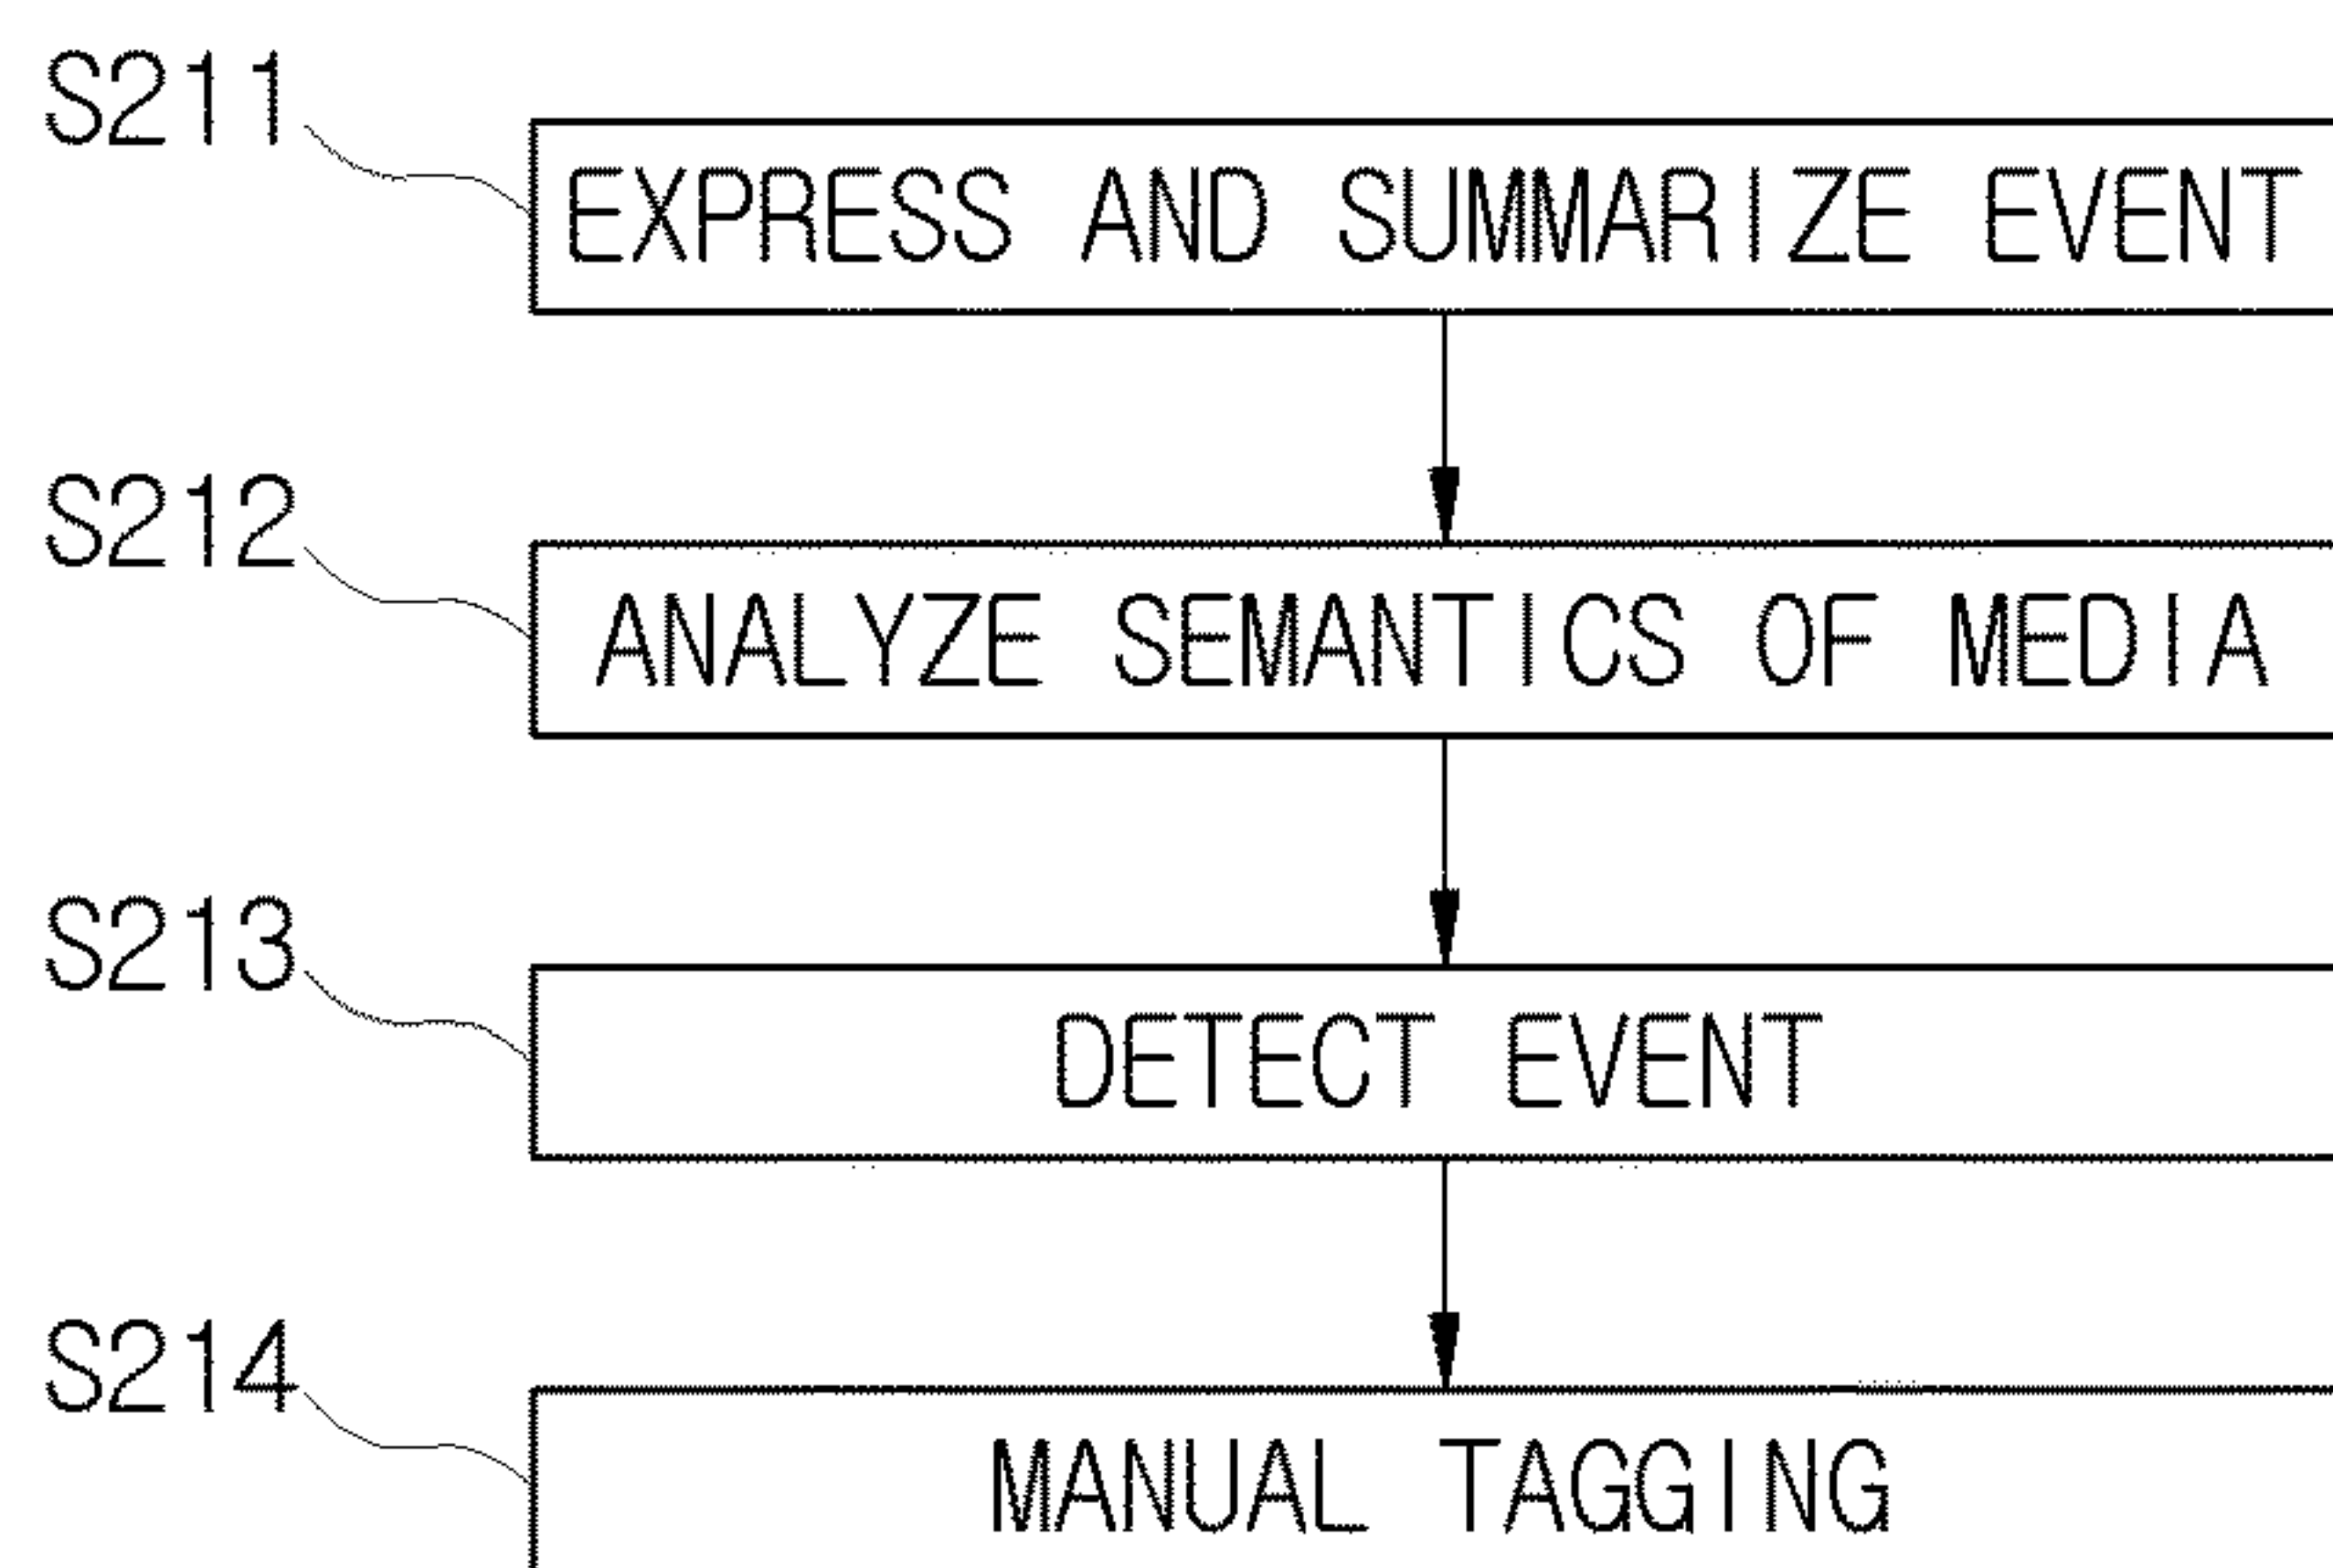 S211
EXPRESS AND SUMMARIZE EVENT
S212
ANALYZE SEMANTICS OF MEDIA
S213
DETECT EVENT
S214
MANUAL TAGGING